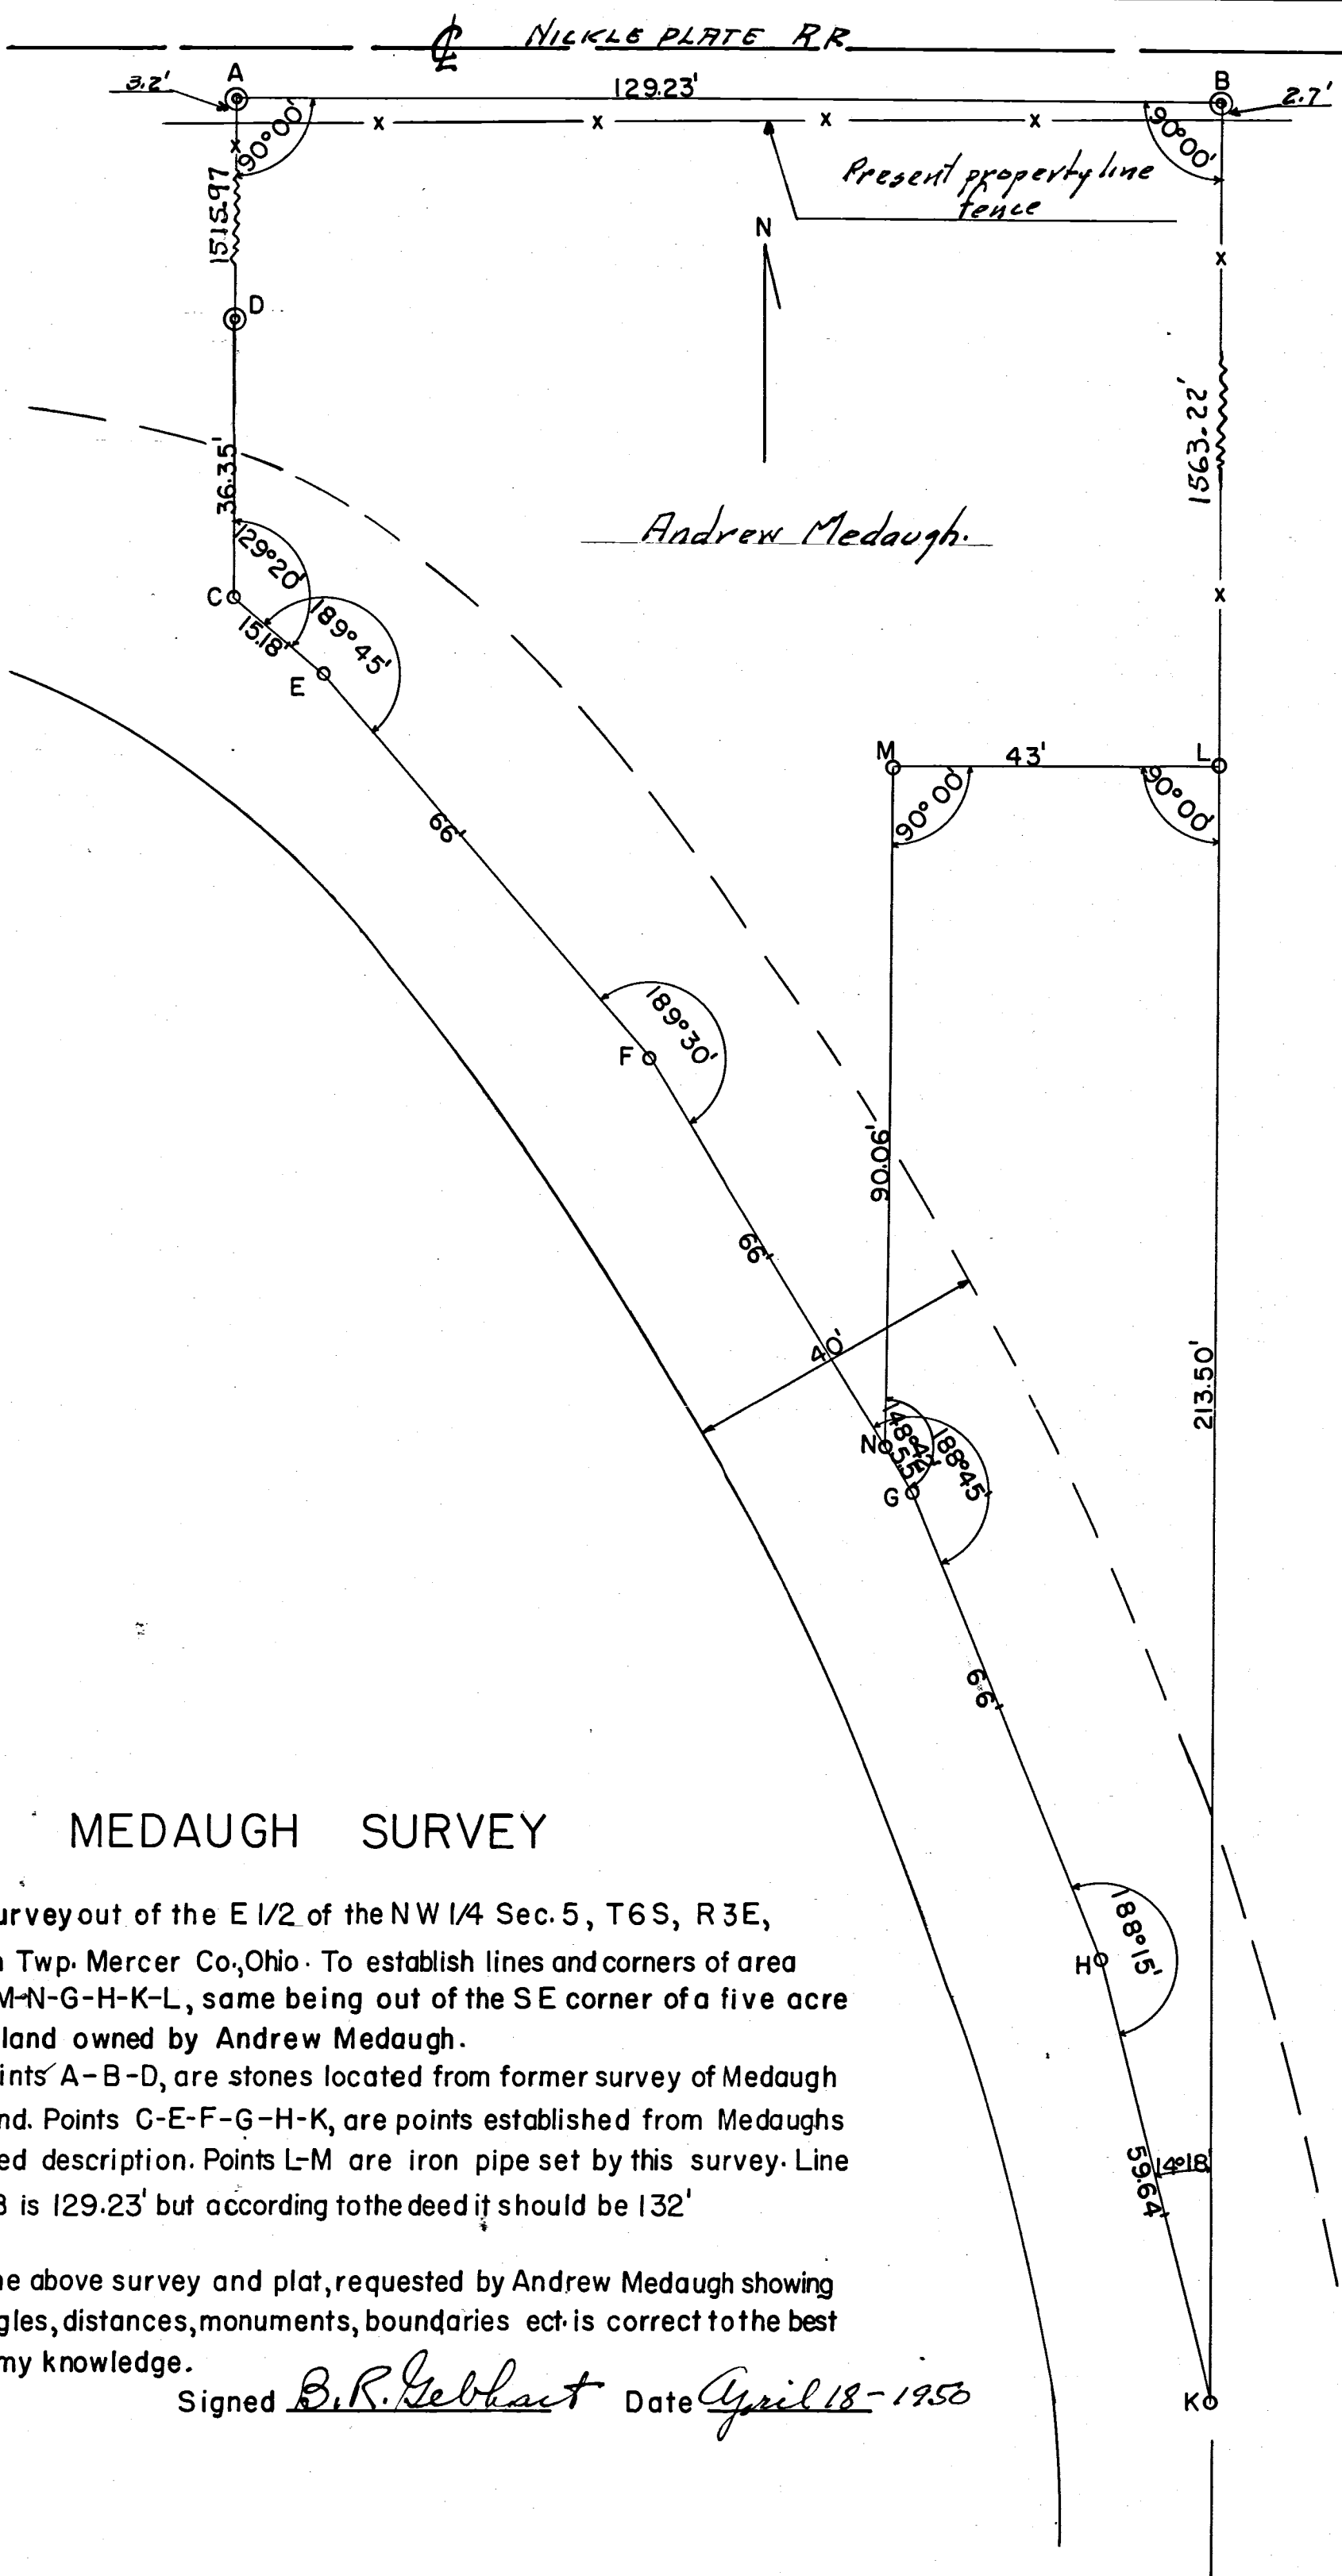 ℄ NICKLE PLATE RR
3.2'
A
129.23'
B
2.7'
90°00'
90°00'
Present property line
fence
1515.97
N
D
1563.22'
36.35'
Andrew Medaugh.
129°20'
C
189°45'
15.18'
E
M
43'
L
90°00'
90°00'
66'
189°30'
F
90.06'
66'
40'
213.50'
N
148°42'
188°45'
5.5'
G
66'
188°15'
H
14°18'
59.64'
K
MEDAUGH SURVEY
urvey out of the E 1/2 of the NW 1/4 Sec. 5, T6S, R3E,
Twp. Mercer Co., Ohio. To establish lines and corners of area
M-N-G-H-K-L, same being out of the SE corner of a five acre
land owned by Andrew Medaugh.
ints A-B-D, are stones located from former survey of Medaugh
nd. Points C-E-F-G-H-K, are points established from Medaughs
ed description. Points L-M are iron pipe set by this survey. Line
B is 129.23' but according to the deed it should be 132'
e above survey and plat, requested by Andrew Medaugh showing
gles, distances, monuments, boundaries ect. is correct to the best
my knowledge.
Signed B. R. Gebhart Date April 18-1950